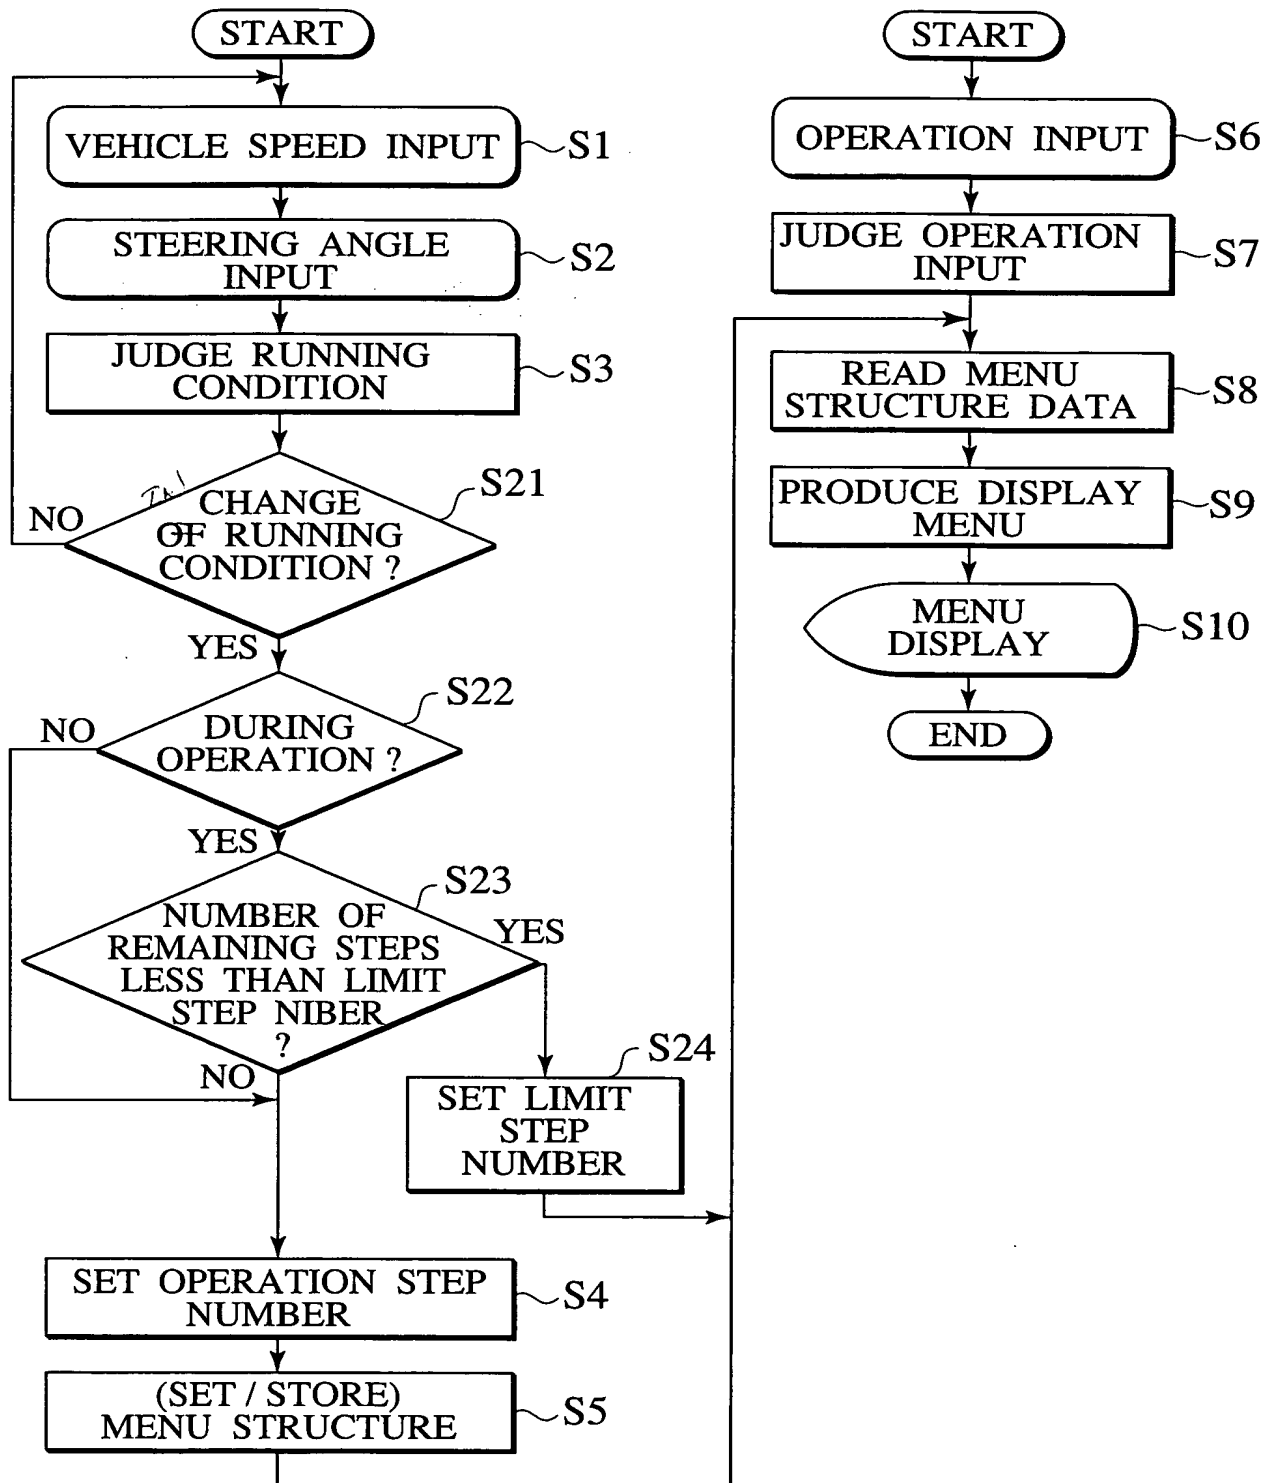 START
VEHICLE SPEED INPUT
S1
STEERING ANGLE
INPUT
S2
JUDGE RUNNING
CONDITION
S3
CHANGE
OF RUNNING
CONDITION ?
S21
NO
YES
DURING
OPERATION ?
S22
NO
YES
NUMBER OF
REMAINING STEPS
LESS THAN LIMIT
STEP NIBER
?
S23
YES
NO
SET LIMIT
STEP
NUMBER
S24
SET OPERATION STEP
NUMBER
S4
(SET / STORE)
MENU STRUCTURE
S5
START
OPERATION INPUT
S6
JUDGE OPERATION
INPUT
S7
READ MENU
STRUCTURE DATA
S8
PRODUCE DISPLAY
MENU
S9
MENU
DISPLAY
S10
END